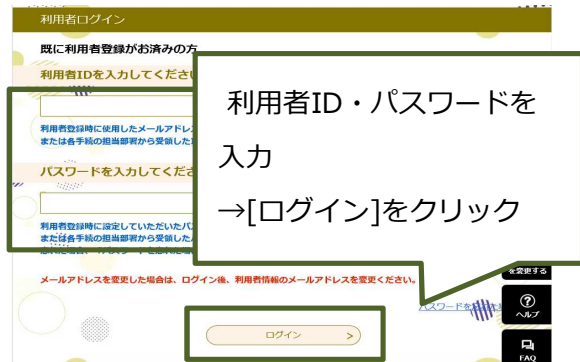 利用者ログイン
既に利用者登録がお済みの方
利用者IDを入力してください
利用者登録時に使用したメールアドレス
または各手続の担当部署から受領した
パスワードを入力してくださ
利用者登録時に設定していただいたパス
または各手続の担当部署から受領した
メールアドレスを変更した場合は、ログイン後、利用者情報のメールアドレスを変更ください。
利用者ID・パスワードを
入力
→[ログイン]をクリック
を変更する
パスワードを
ヘルプ
ログイン >
FAQ